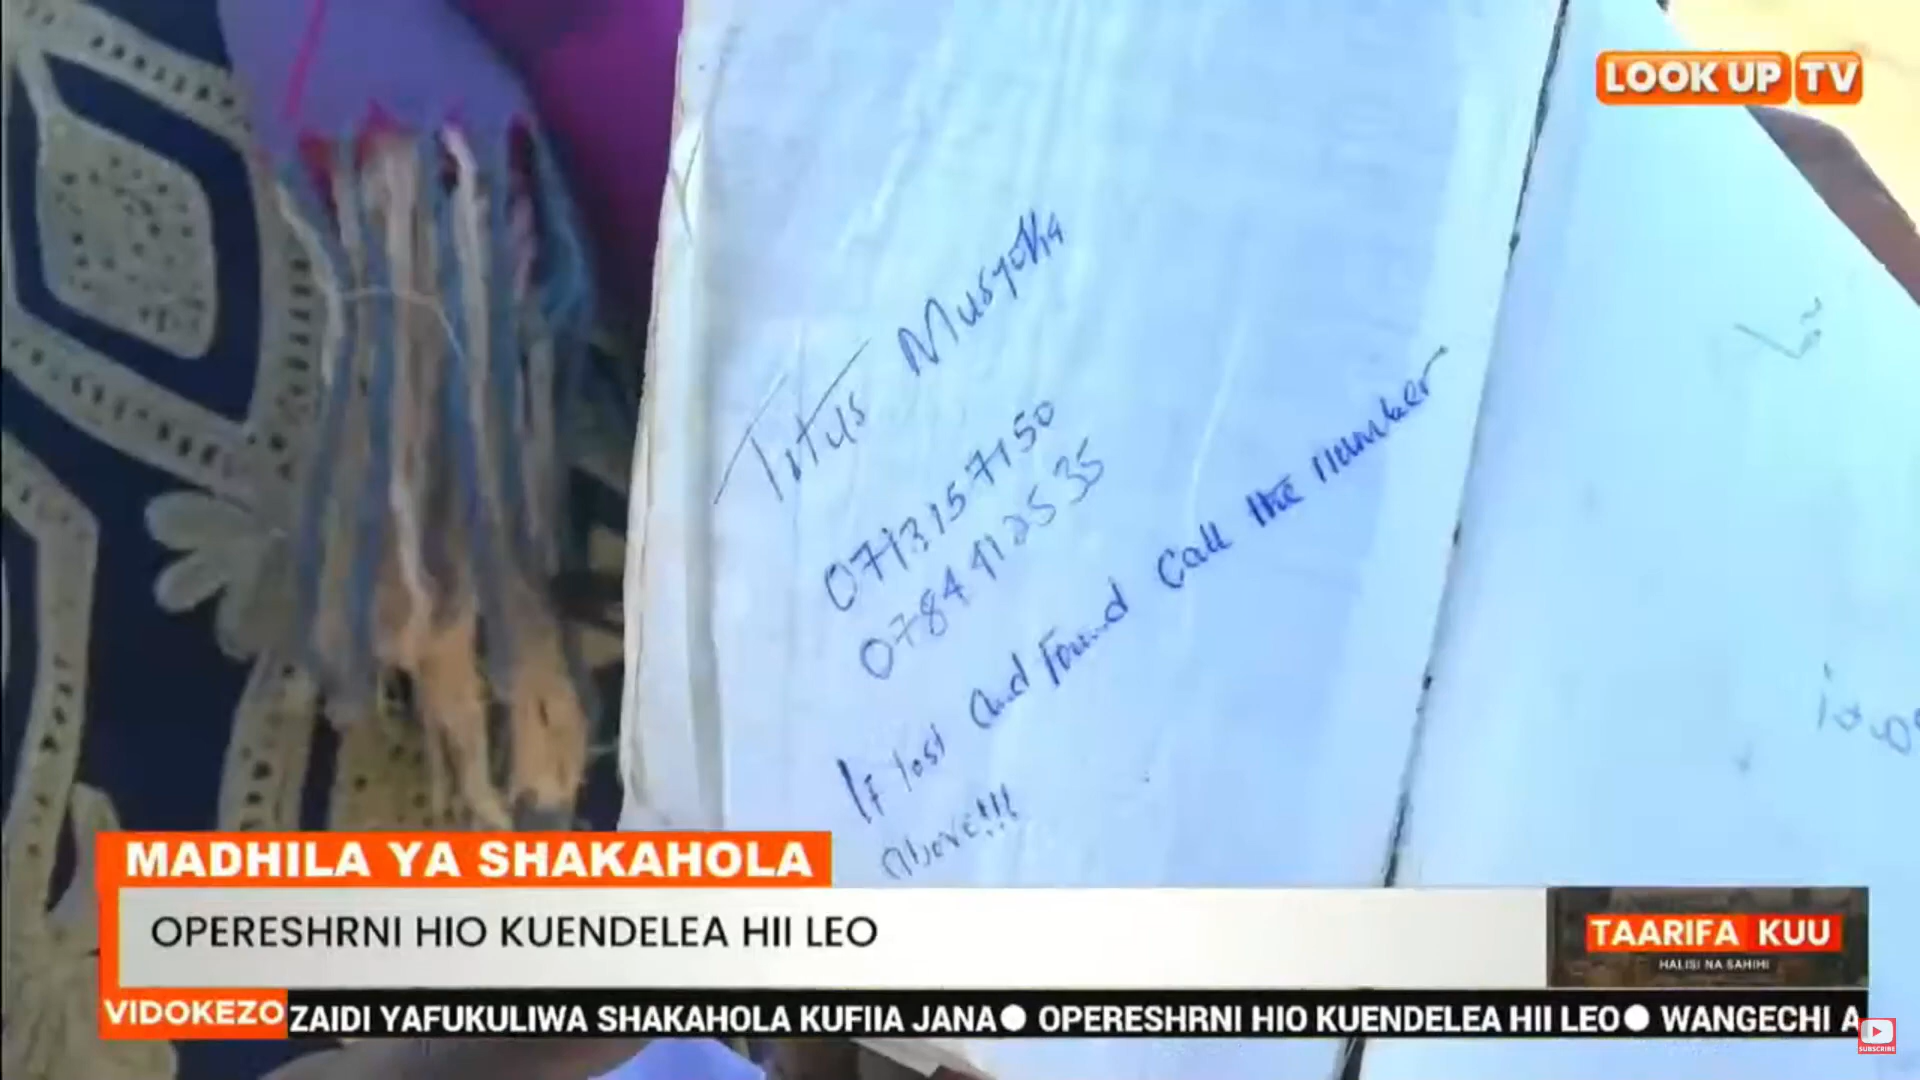 LOOK UP TV
Titus Musyoka
0713157150
0784112535
If lost and Found Call the number
Above!!!
MADHILA YA SHAKAHOLA
OPERESHRNI HIO KUENDELEA HII LEO
TAARIFA KUU
HALISI NA SAHIHI
VIDOKEZO ZAIDI YAFUKULIWA SHAKAHOLA KUFIIA JANA● OPERESHRNI HIO KUENDELEA HII LEO● WANGECHI A
SUBSCRIBE